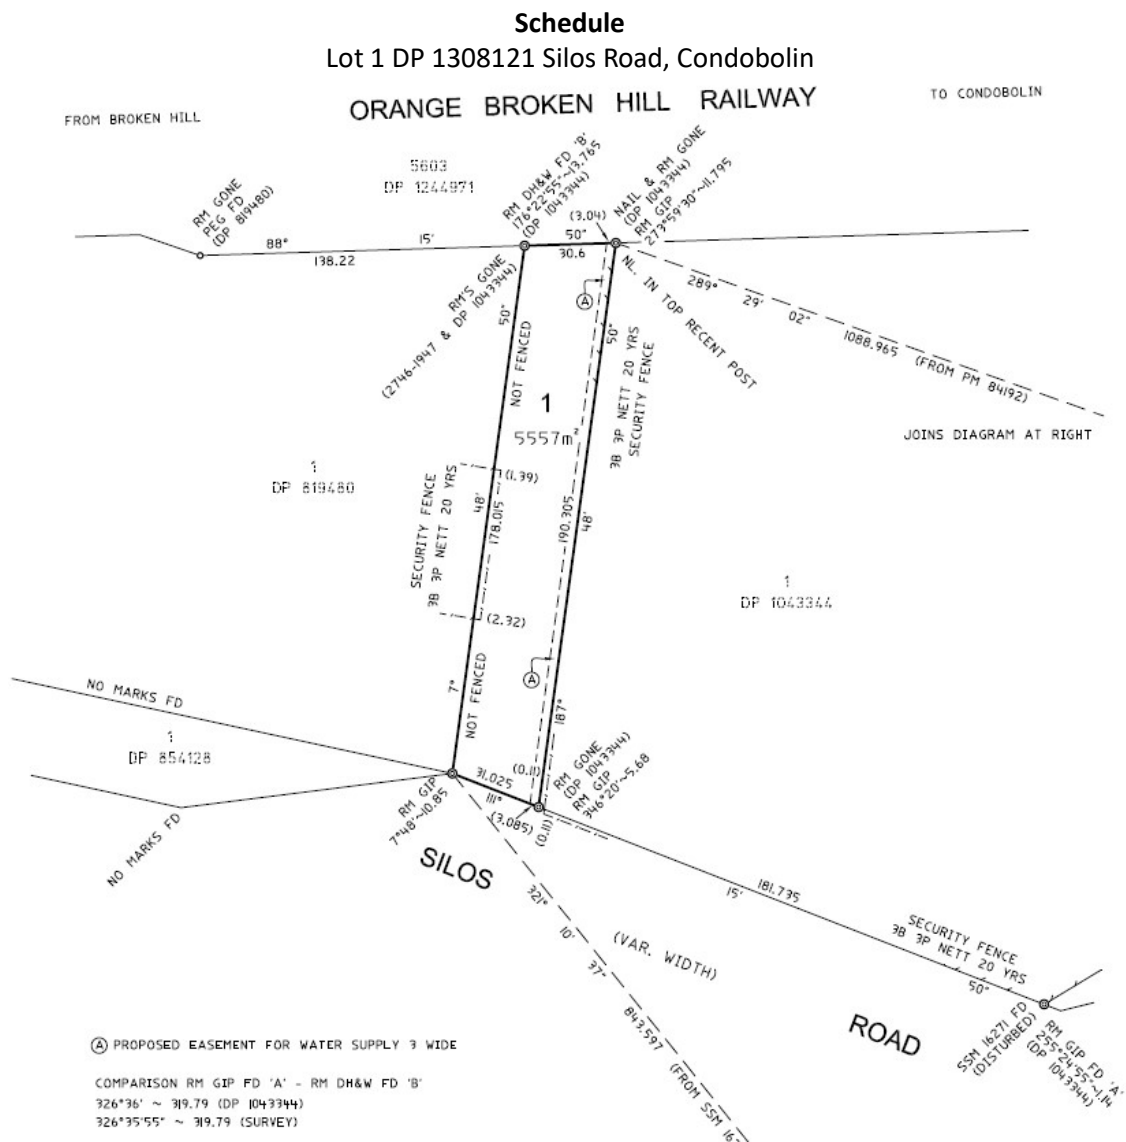 Schedule
Lot 1 DP 1308121 Silos Road, Condobolin
ORANGE BROKEN HILL RAILWAY
FROM BROKEN HILL
TO CONDOBOLIN
5603
DP 1244971
RM GONE
PEG FD
(DP 819480)
RM DH&W FD 'B'
176°22'55"~13.765
(DP 1043344)
NAIL & RM GONE
(DP 1043344)
RM GIP
273°59'30"~11.795
(3.04)
88°
15'
50"
138.22
30.6
RM'S GONE
(2746-1947 & DP 1043344)
NL. IN TOP RECENT POST
289° 29' 02"
1088.965 (FROM PM 84192)
JOINS DIAGRAM AT RIGHT
50"
NOT FENCED
A
50"
3B 3P NETT 20 YRS
SECURITY FENCE
1
5557m²
1
DP 819480
SECURITY FENCE
3B 3P NETT 20 YRS
(1.39)
48'
178.015
190.305
48'
1
DP 1043344
(2.32)
7°
NOT FENCED
A
187°
NO MARKS FD
1
DP 854128
NO MARKS FD
RM GIP
7°48'~10.85
31.025
111°
(0.11)
(3.085)
(0.11)
RM GONE
(DP 1043344)
RM GIP
346°20'~5.68
SILOS
ROAD
(VAR. WIDTH)
321° 10' 37"
843.597 (FROM SSM 16
181.735
15'
50"
SECURITY FENCE
3B 3P NETT 20 YRS
SSM 16271 FD
(DISTURBED)
RM GIP FD 'A'
255°24'55"~1.14
(DP 1043344)
A PROPOSED EASEMENT FOR WATER SUPPLY 3 WIDE
COMPARISON RM GIP FD 'A' - RM DH&W FD 'B'
326°36' ~ 319.79 (DP 1043344)
326°35'55" ~ 319.79 (SURVEY)